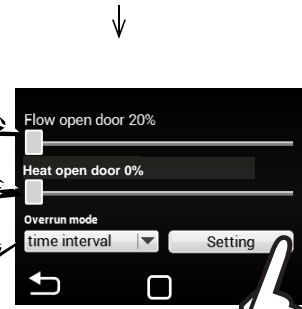 Flow open door 20%
Heat open door 0%
Overrun mode
time interval Setting